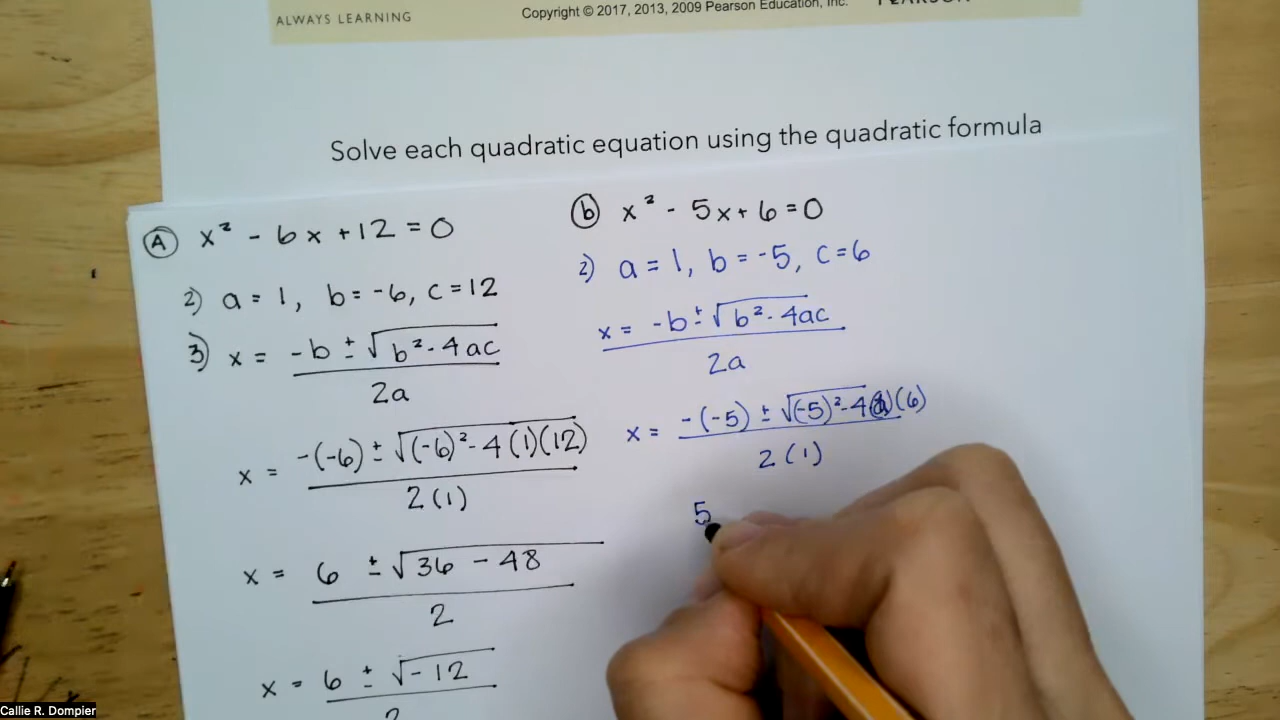 ALWAYS LEARNING
Copyright © 2017, 2013, 2009 Pearson Education, Inc.
Solve each quadratic equation using the quadratic formula
Ⓐ x² - 6x + 12 = 0
2) a = 1, b = -6, c = 12
3) x = -b ± √b² - 4ac
2a
x = -(-6) ± √(-6)² - 4(1)(12)
2(1)
x = 6 ± √36 - 48
2
x = 6 ± √-12
2
ⓑ x² - 5x + 6 = 0
2) a = 1, b = -5, c = 6
x = -b ± √b² - 4ac
2a
x = -(-5) ± √(-5)² - 4(1)(6)
2(1)
5
Callie R. Dompier